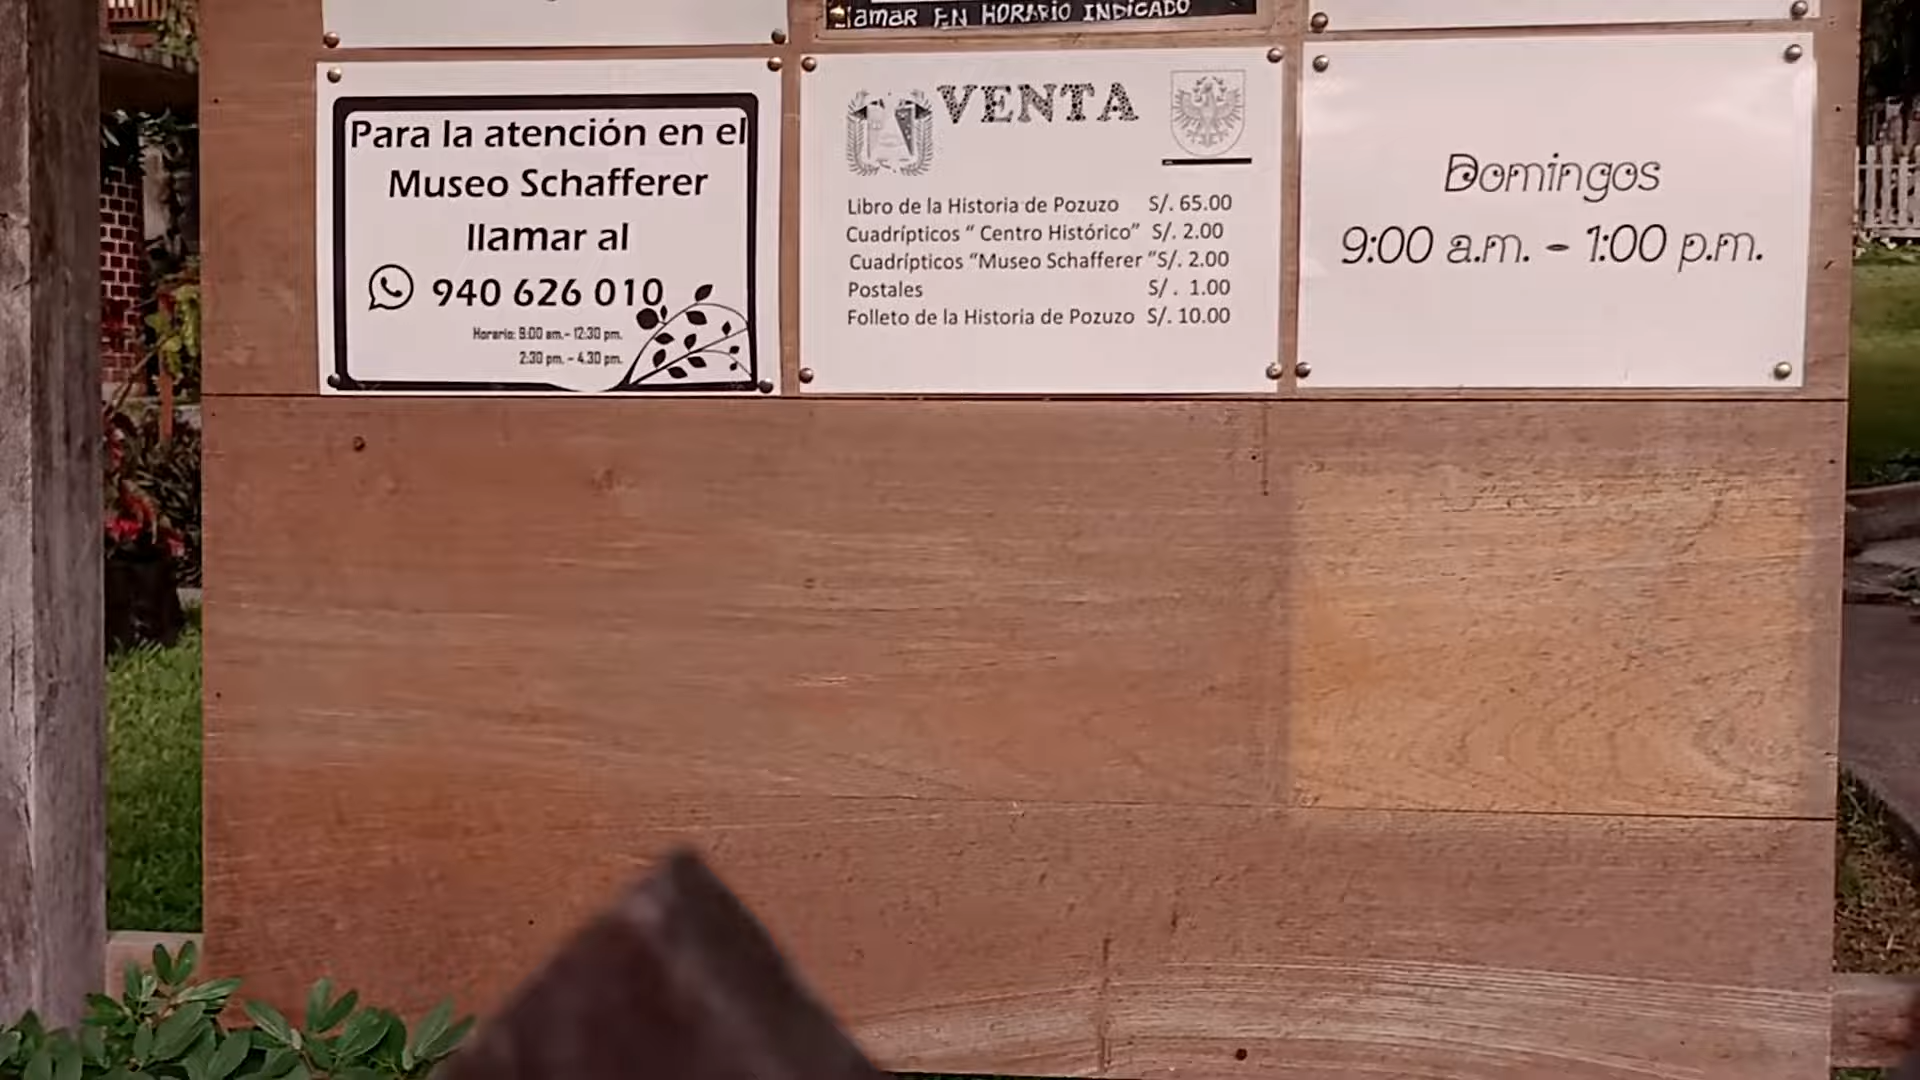 llamar EN HORARIO INDICADO
Para la atención en el
Museo Schafferer
llamar al
940 626 010
Horario: 9:00 am.- 12:30 pm.
2:30 pm. - 4.30 pm.
VENTA
Libro de la Historia de Pozuzo S/. 65.00
Cuadrípticos “ Centro Histórico” S/. 2.00
Cuadrípticos “Museo Schafferer ” S/. 2.00
Postales S/ . 1.00
Folleto de la Historia de Pozuzo S/. 10.00
Domingos
9:00 a.m. - 1:00 p.m.